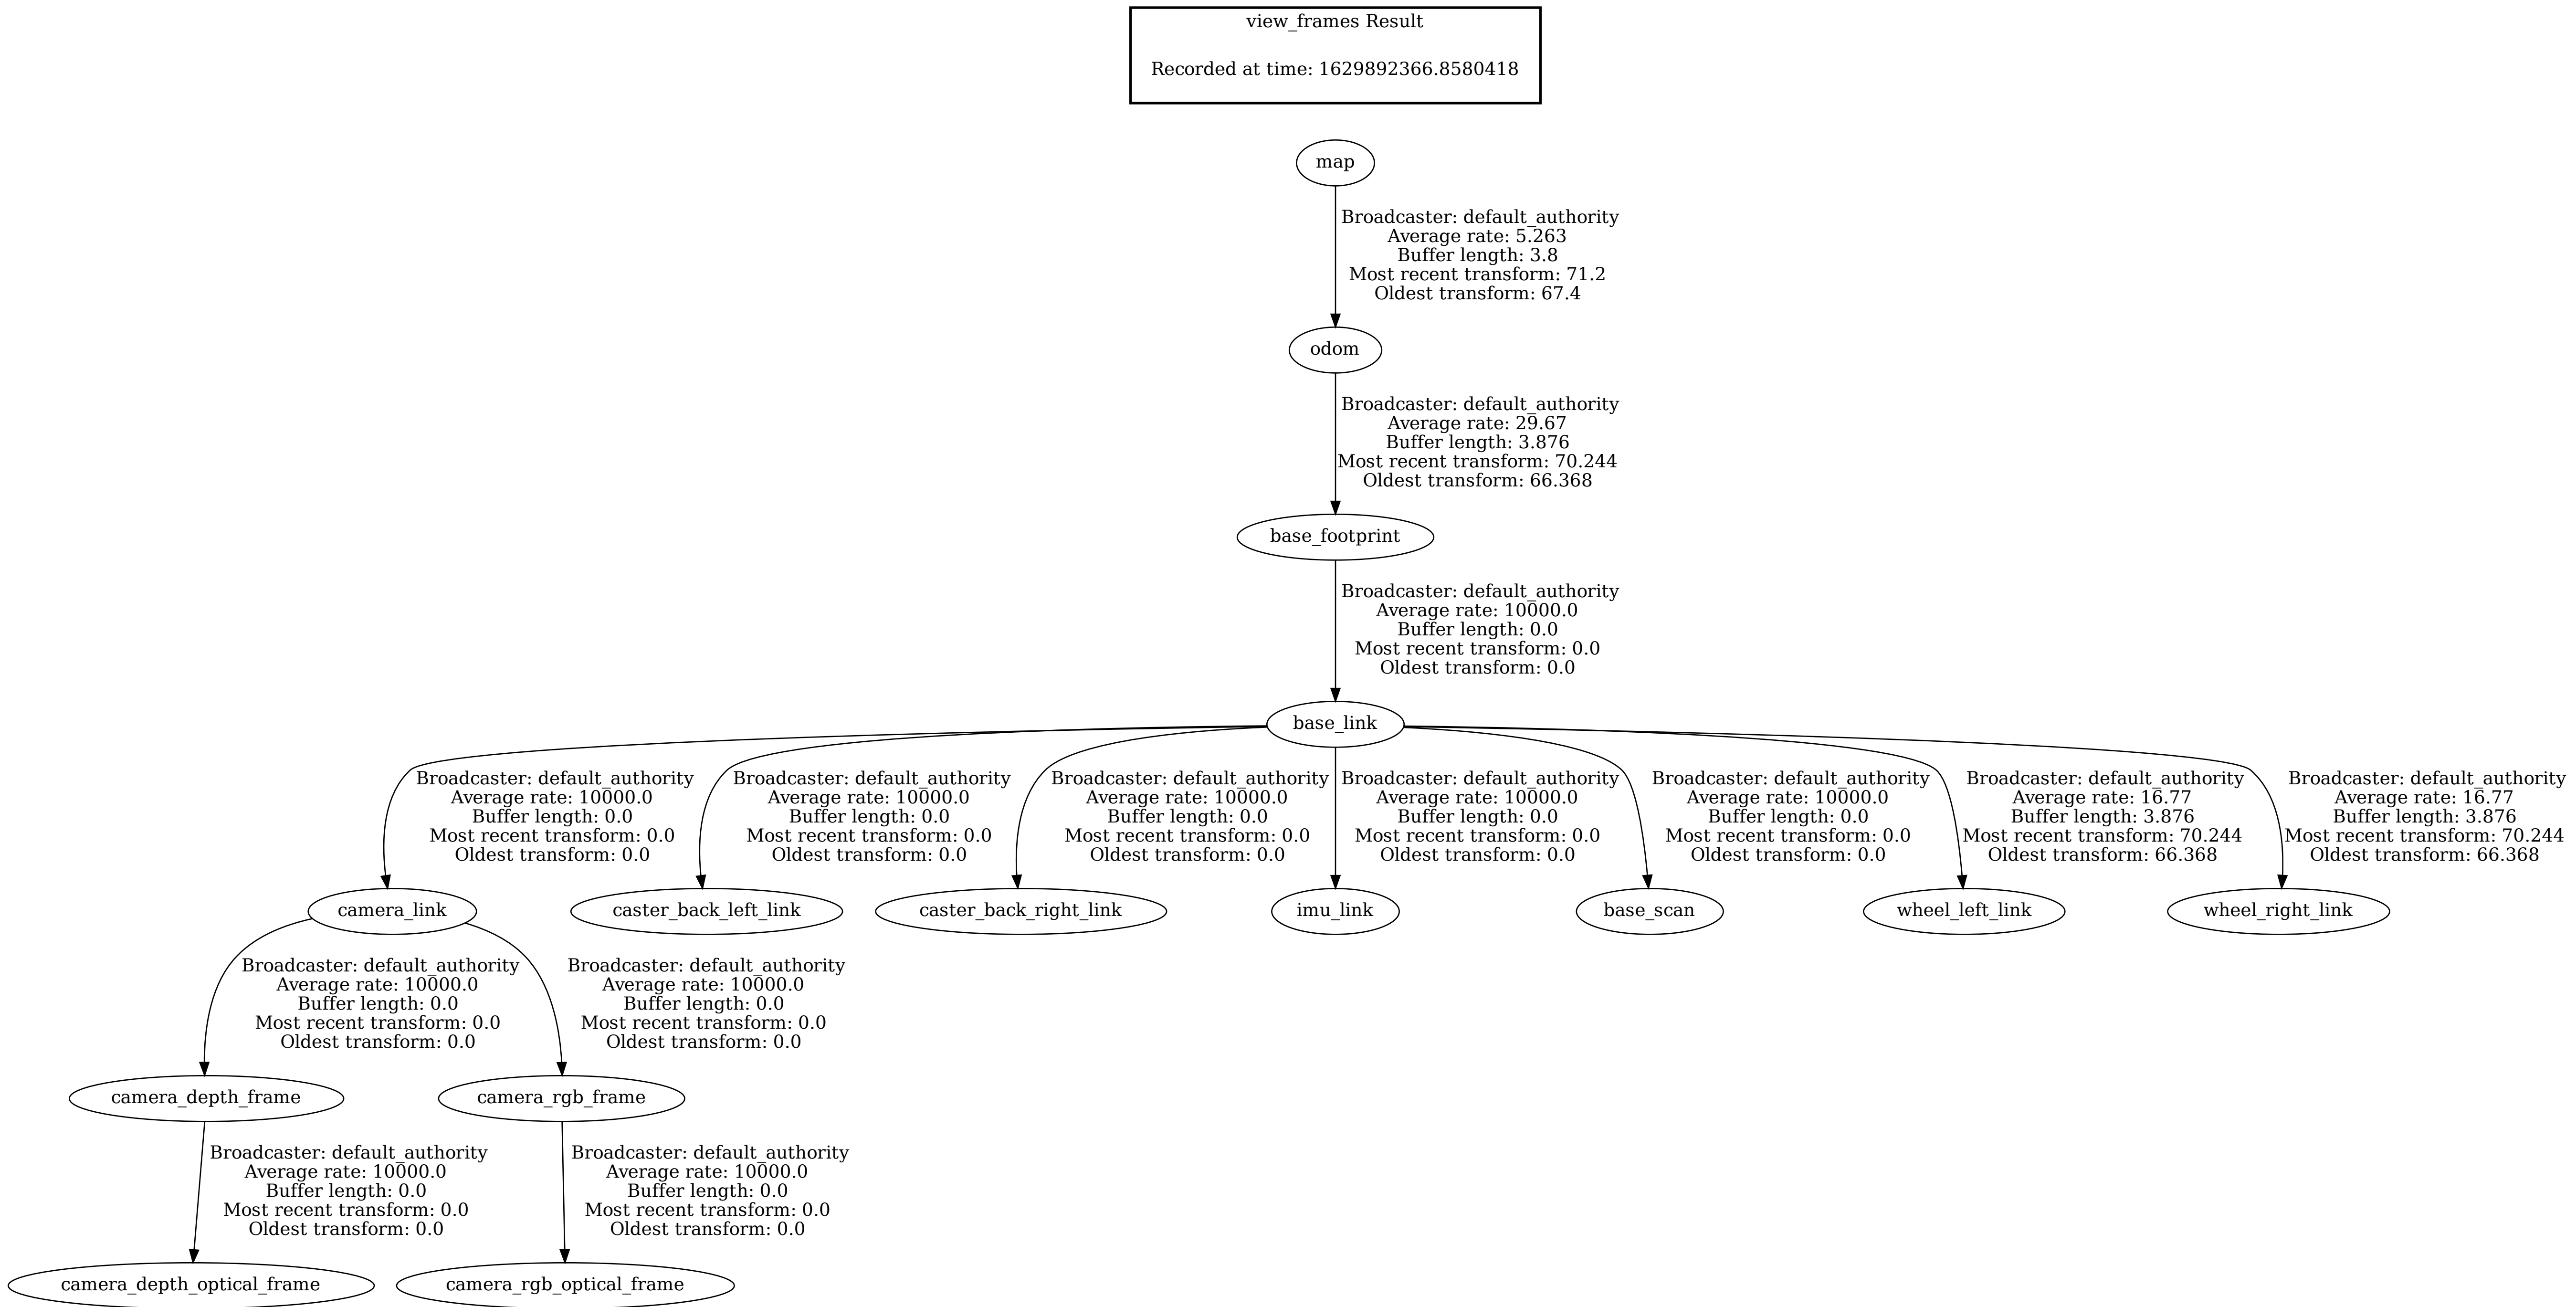 view_frames Result
Recorded at time: 1629892366.8580418
map
Broadcaster: default_authority
Average rate: 5.263
Buffer length: 3.8
Most recent transform: 71.2
Oldest transform: 67.4
odom
Broadcaster: default_authority
Average rate: 29.67
Buffer length: 3.876
Most recent transform: 70.244
Oldest transform: 66.368
base_footprint
Broadcaster: default_authority
Average rate: 10000.0
Buffer length: 0.0
Most recent transform: 0.0
Oldest transform: 0.0
base_link
Broadcaster: default_authority
Average rate: 10000.0
Buffer length: 0.0
Most recent transform: 0.0
Oldest transform: 0.0
Broadcaster: default_authority
Average rate: 10000.0
Buffer length: 0.0
Most recent transform: 0.0
Oldest transform: 0.0
Broadcaster: default_authority
Average rate: 10000.0
Buffer length: 0.0
Most recent transform: 0.0
Oldest transform: 0.0
Broadcaster: default_authority
Average rate: 10000.0
Buffer length: 0.0
Most recent transform: 0.0
Oldest transform: 0.0
Broadcaster: default_authority
Average rate: 10000.0
Buffer length: 0.0
Most recent transform: 0.0
Oldest transform: 0.0
Broadcaster: default_authority
Average rate: 16.77
Buffer length: 3.876
Most recent transform: 70.244
Oldest transform: 66.368
Broadcaster: default_authority
Average rate: 16.77
Buffer length: 3.876
Most recent transform: 70.244
Oldest transform: 66.368
camera_link
caster_back_left_link
caster_back_right_link
imu_link
base_scan
wheel_left_link
wheel_right_link
Broadcaster: default_authority
Average rate: 10000.0
Buffer length: 0.0
Most recent transform: 0.0
Oldest transform: 0.0
Broadcaster: default_authority
Average rate: 10000.0
Buffer length: 0.0
Most recent transform: 0.0
Oldest transform: 0.0
camera_depth_frame
camera_rgb_frame
Broadcaster: default_authority
Average rate: 10000.0
Buffer length: 0.0
Most recent transform: 0.0
Oldest transform: 0.0
Broadcaster: default_authority
Average rate: 10000.0
Buffer length: 0.0
Most recent transform: 0.0
Oldest transform: 0.0
camera_depth_optical_frame
camera_rgb_optical_frame